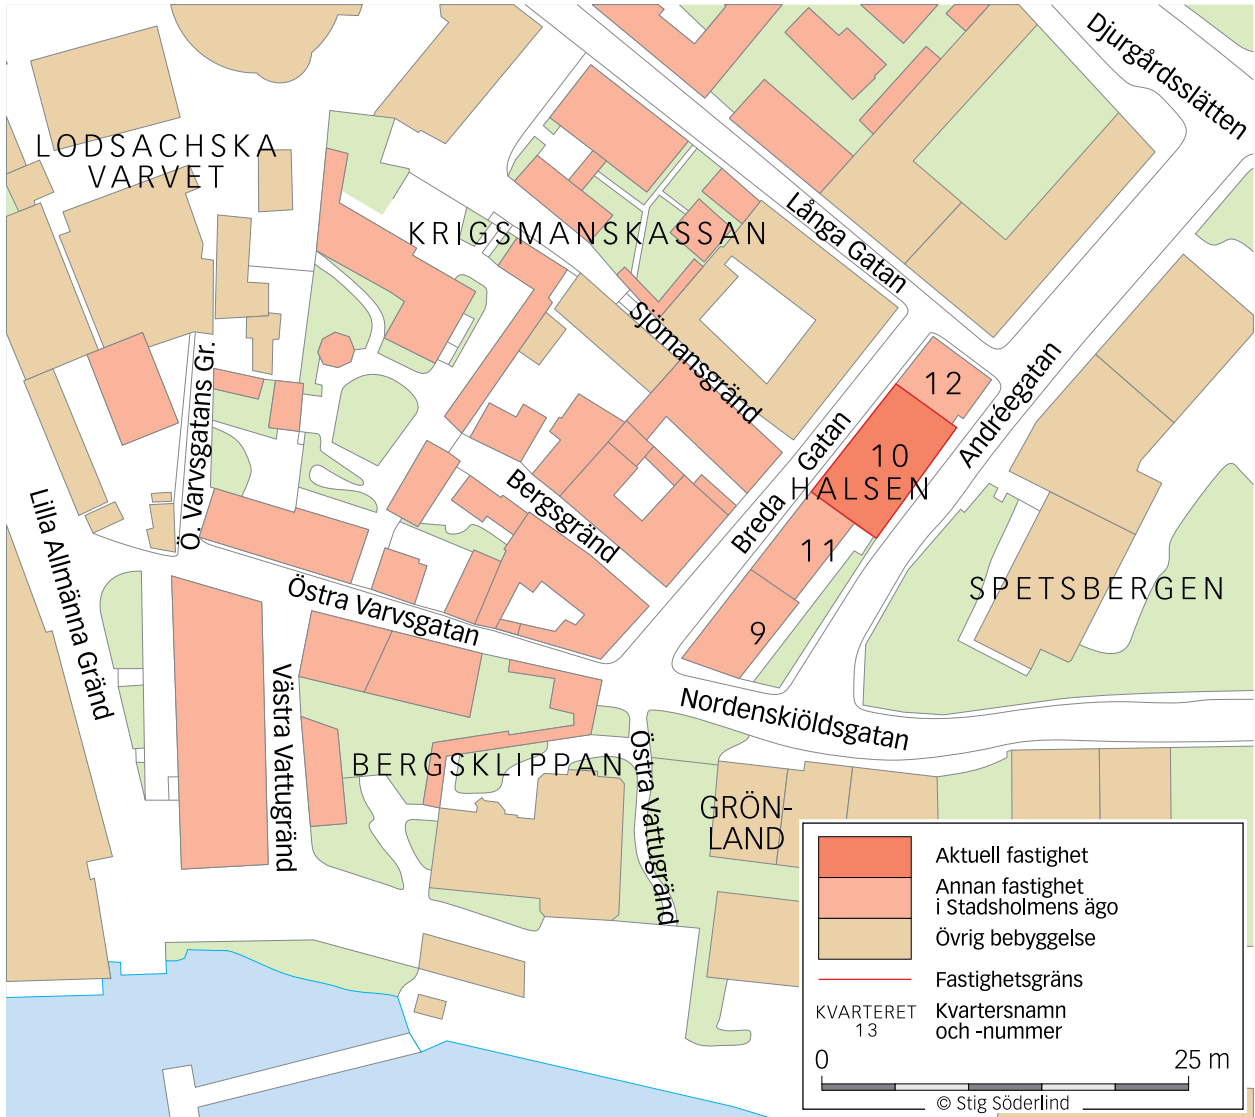 Djurgårdsslätten
LODSACHSKA
VARVET
KRIGSMANSKASSAN
Långa Gatan
Sjömansgränd
Ö. Varvsgatans Gr.
12
Andréegatan
Breda Gatan
10
HALSEN
Bergsgränd
Lilla Allmänna Gränd
11
Östra Varvsgatan
SPETSBERGEN
9
Västra Vattugränd
Nordenskiöldsgatan
BERGSKLIPPAN
Östra Vattugränd
GRÖN-
LAND
Aktuell fastighet
Annan fastighet
i Stadsholmens ägo
Övrig bebyggelse
Fastighetsgräns
KVARTERET
13
Kvartersnamn
och -nummer
0
25 m
© Stig Söderlind